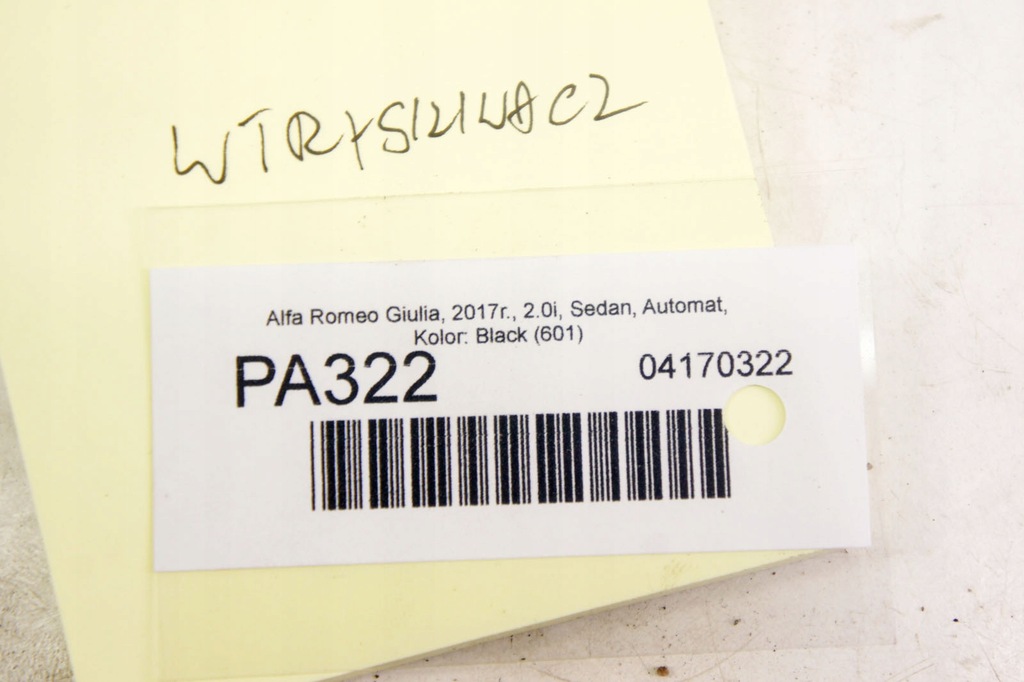 WTRYSKIWACZ
Alfa Romeo Giulia, 2017r., 2.0i, Sedan, Automat,
Kolor: Black (601)
PA322 04170322